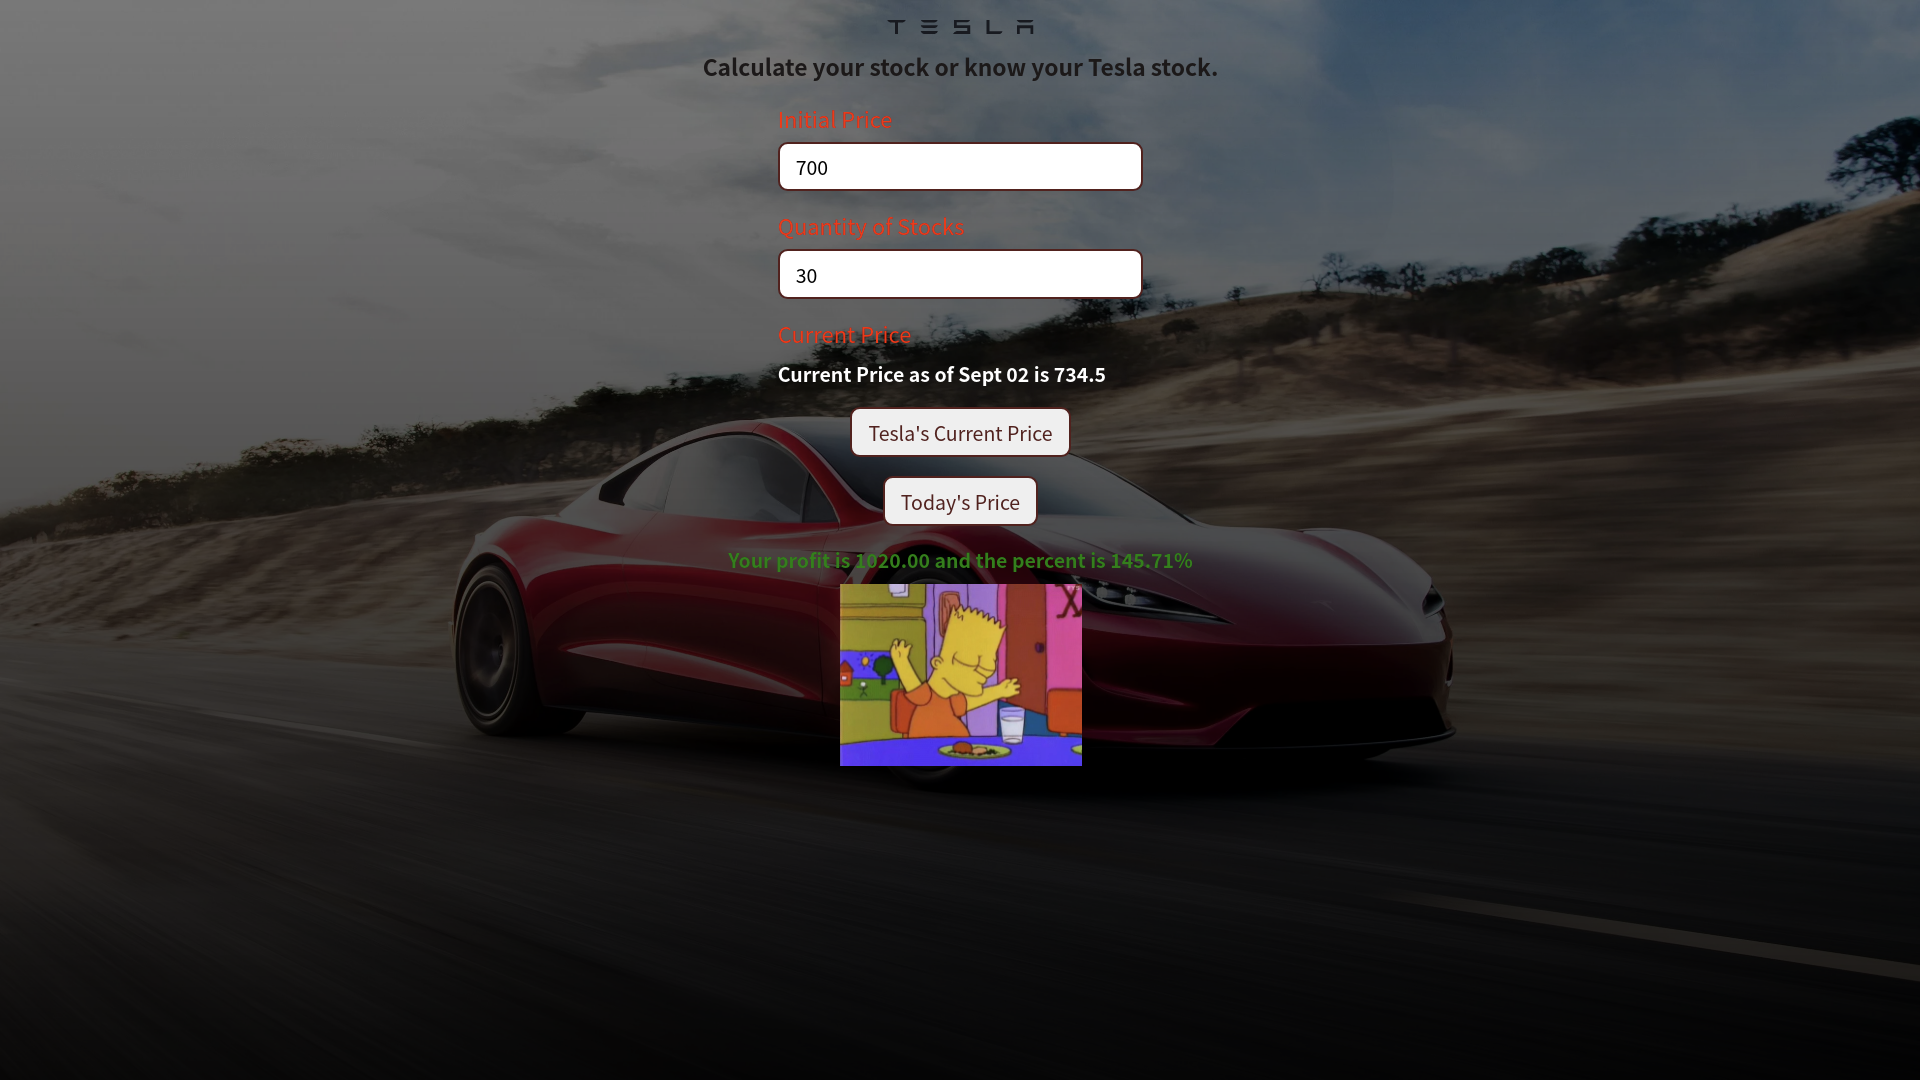 TESLA
Calculate your stock or know your Tesla stock.
Initial Price
700
Quantity of Stocks
30
Current Price
Current Price as of Sept 02 is 734.5
Tesla's Current Price
Today's Price
Your profit is 1020.00 and the percent is 145.71%